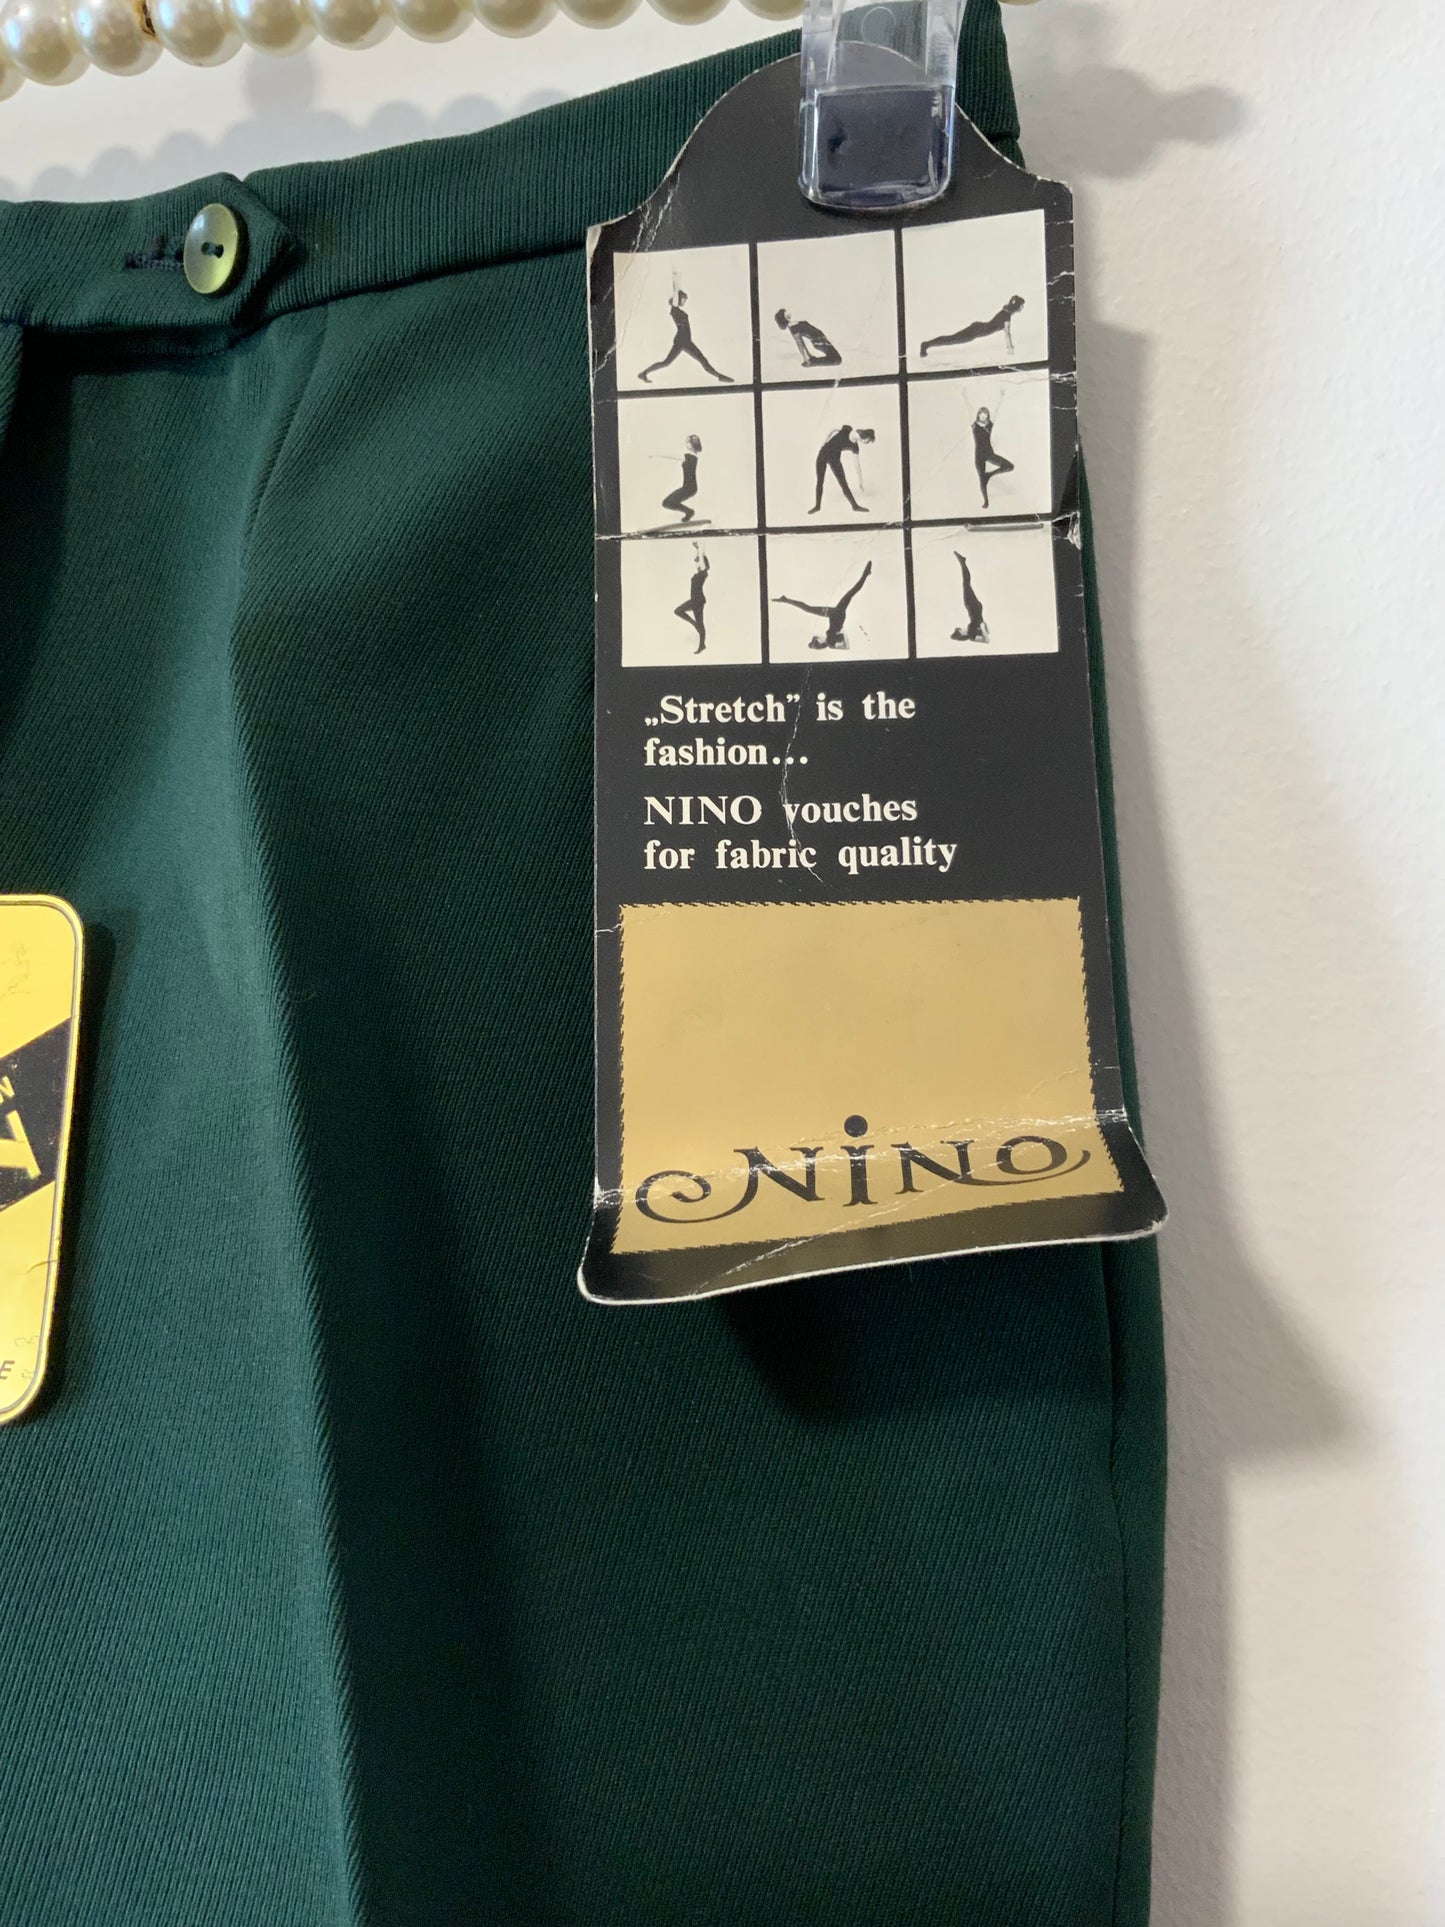 „Stretch” is the
fashion...
NINO vouches
for fabric quality
NINO